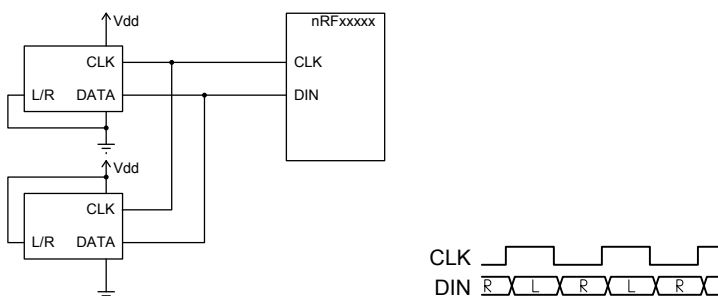 Vdd
nRFxxxxx
CLK
CLK
L/R DATA
DIN
Vdd
CLK
L/R DATA
CLK
DIN R L R L R